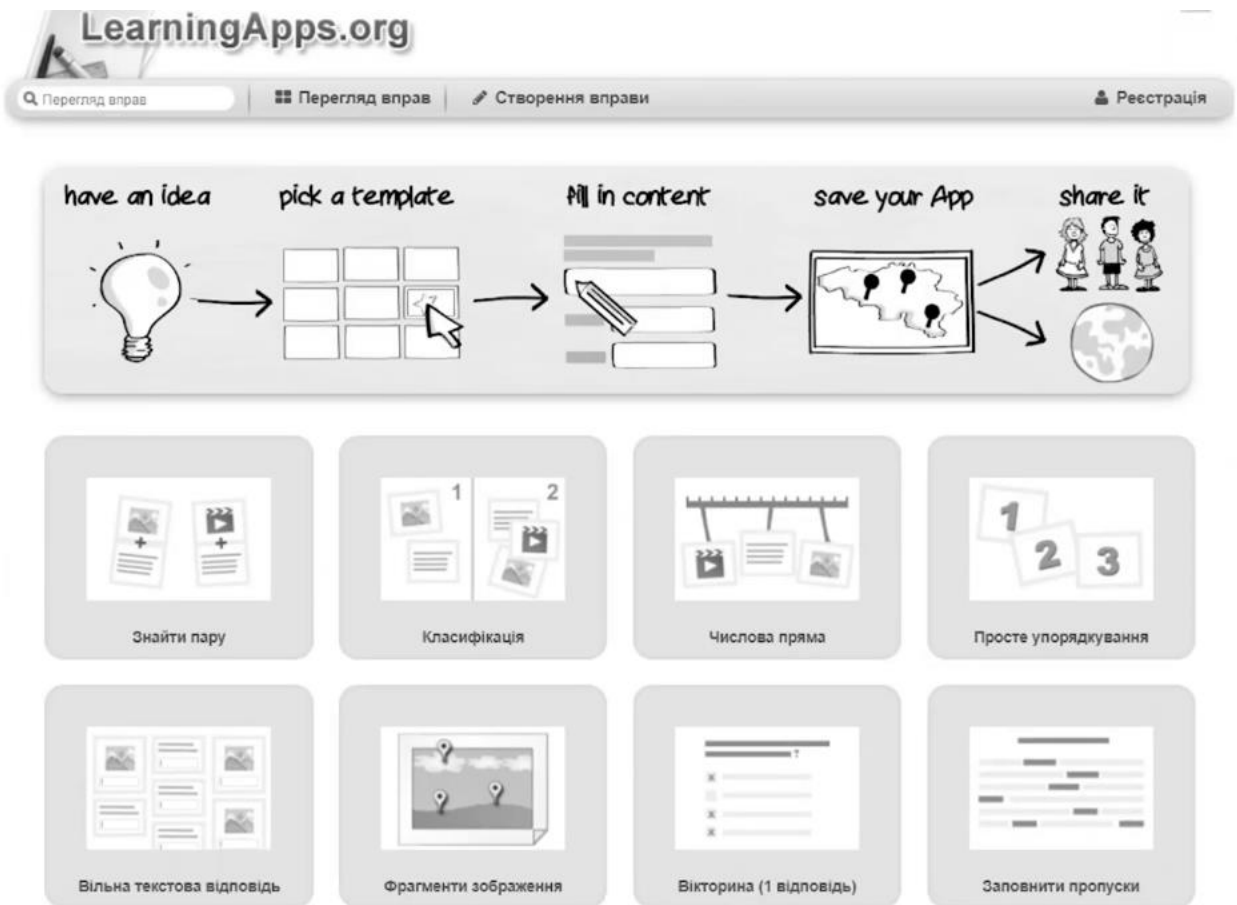 LearningApps.org
Перегляд вправ Перегляд вправ Створення вправи Реєстрація
have an idea pick a template fill in content save your App share it
1 2 1 2 3
Знайти пару Класифікація Числова пряма Просте упорядкування
?
Вільна текстова відповідь Фрагменти зображення Вікторина (1 відповідь) Заповнити пропуски